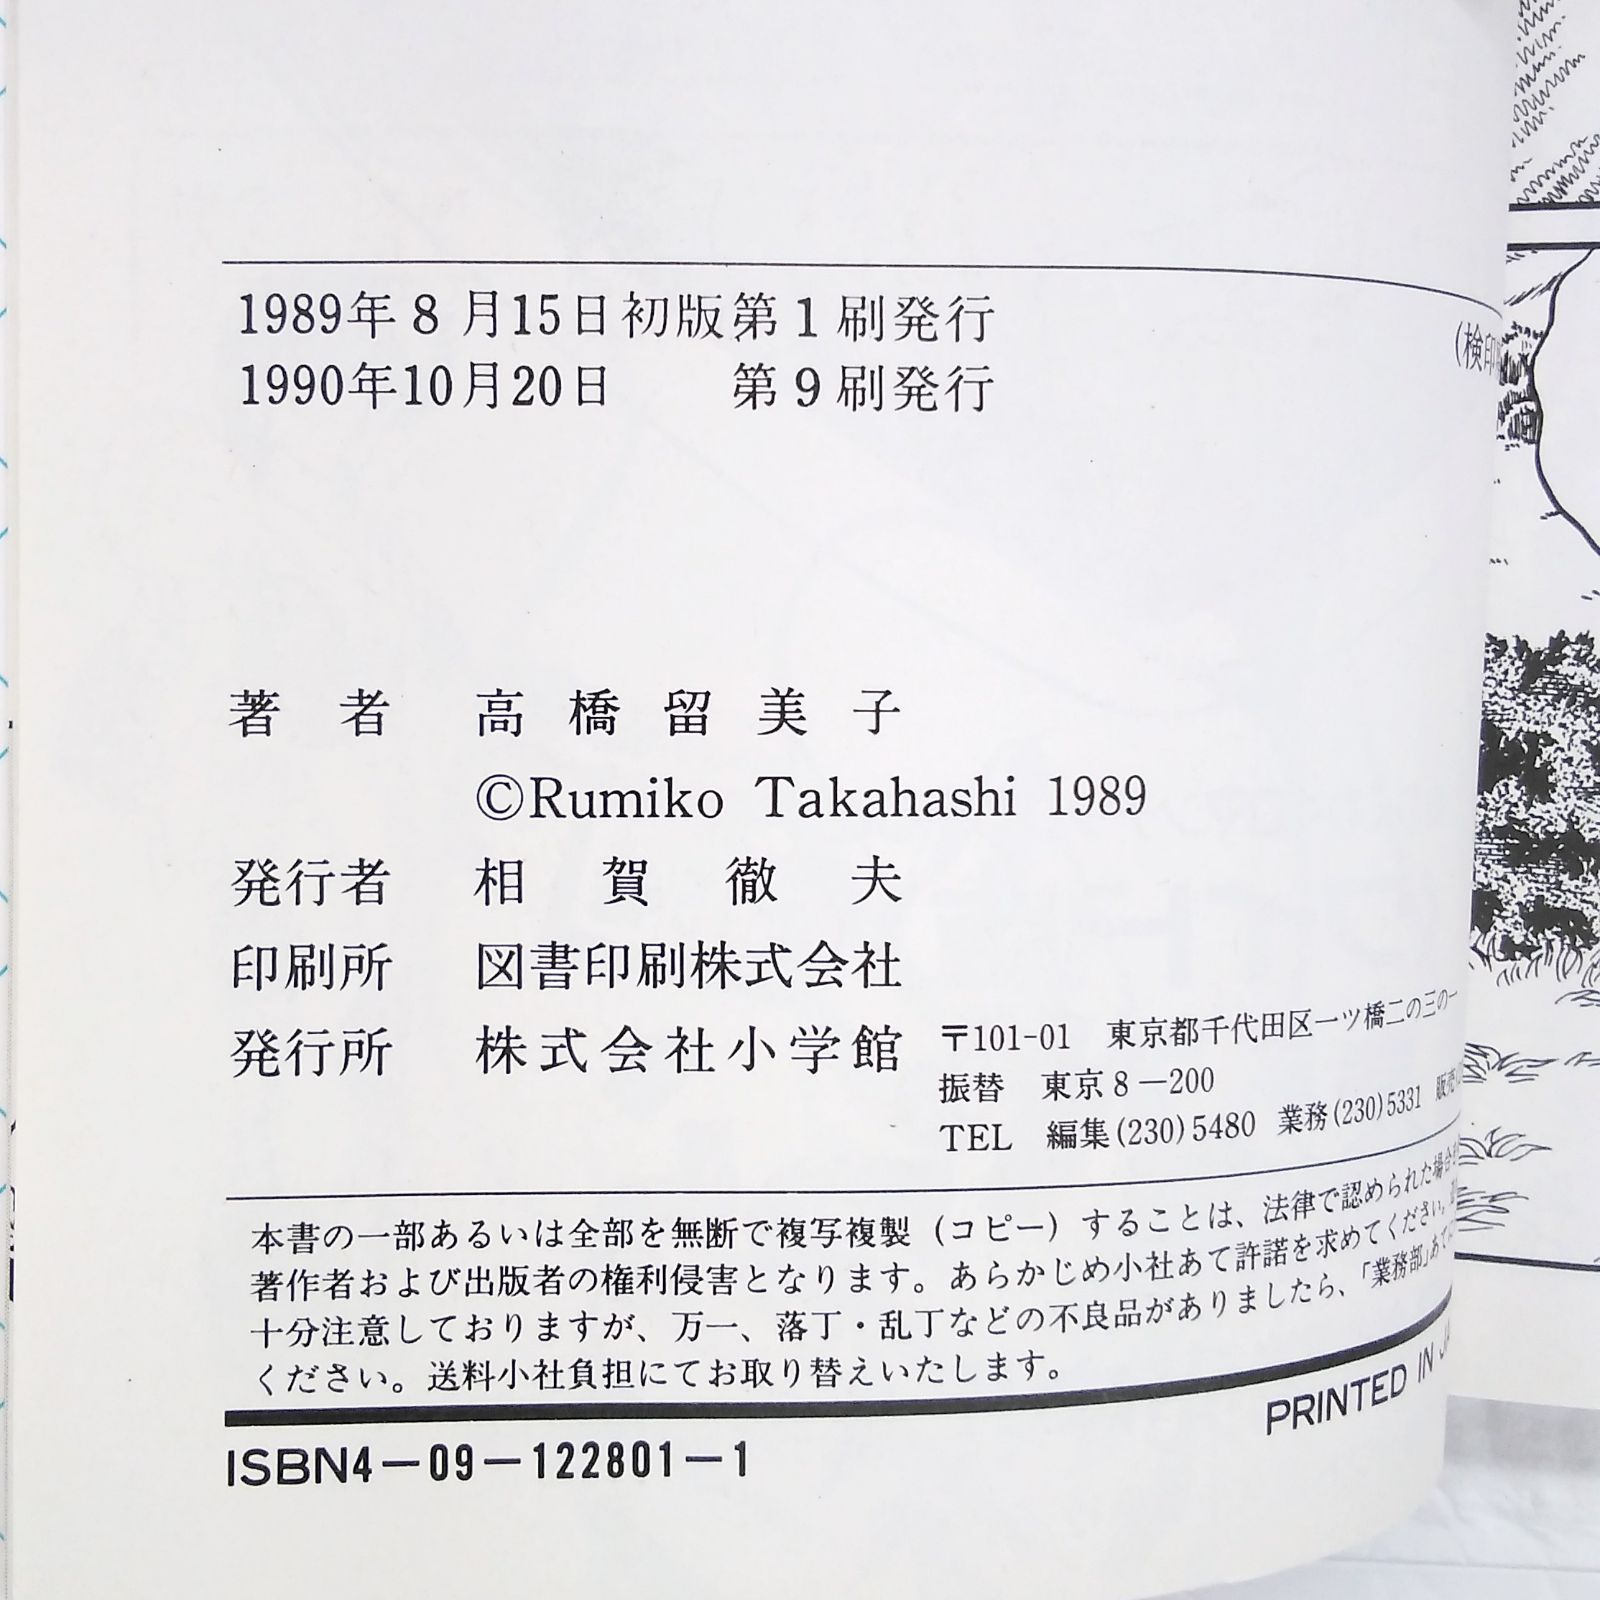 1989年8月15日初版第1刷発行
(検印
1990年10月20日 第9刷発行
著者 高橋留美子
©Rumiko Takahashi 1989
発行者 相賀徹夫
印刷所 図書印刷株式会社
発行所 株式会社小学館
〒101-01 東京都千代田区一ツ橋二の三の一
振替 東京8―200
TEL 編集(230)5480 業務(230)5331 販売
本書の一部あるいは全部を無断で複写複製（コピー）することは、法律で認められた場合
著作者および出版者の権利侵害となります。あらかじめ小社あて許諾を求めてください。
十分注意しておりますが、万一、落丁・乱丁などの不良品がありましたら、「業務部」あて
ください。送料小社負担にてお取り替えいたします。
PRINTED IN
ISBN4-09-122801-1